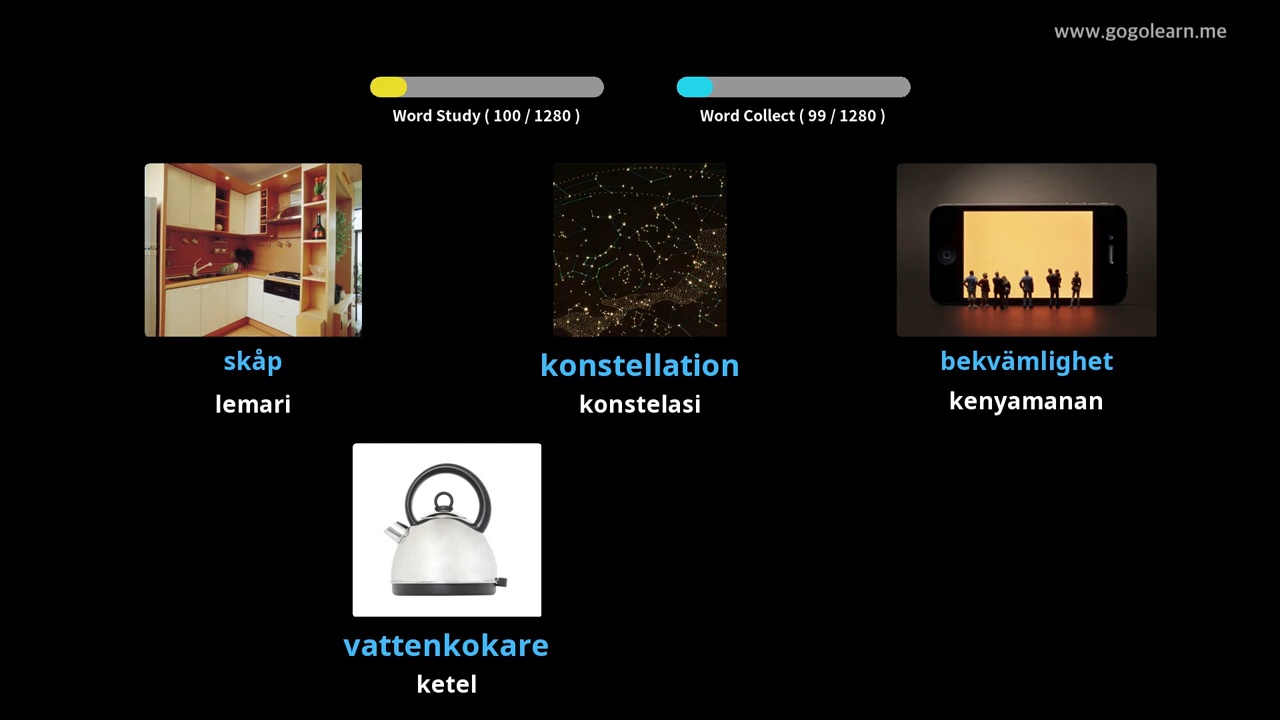 www.gogolearn.me
Word Study ( 100 / 1280 )
Word Collect ( 99 / 1280 )
skåp
lemari
konstellation
konstelasi
bekvämlighet
kenyamanan
vattenkokare
ketel